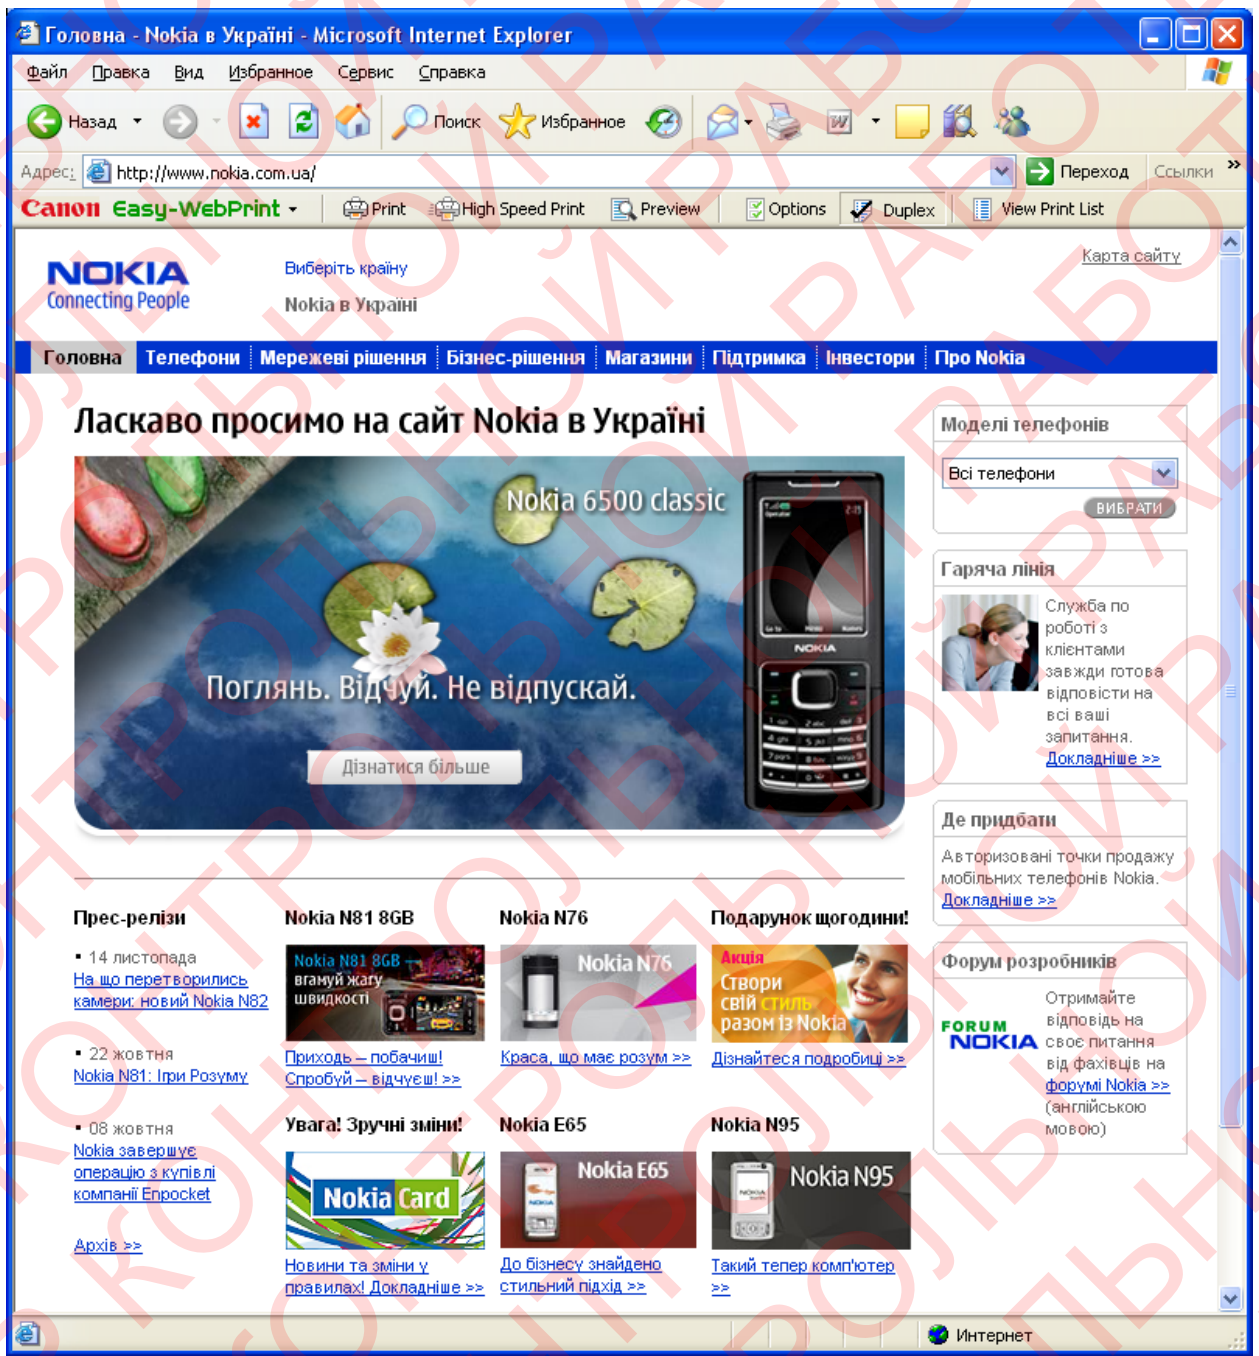 Головна - Nokia в Україні - Microsoft Internet Explorer
Файл Правка Вид Избранное Сервис Справка
Назад Поиск Избранное
Адрес: http://www.nokia.com.ua/ Переход Ссылки »
Canon Easy-WebPrint Print High Speed Print Preview Options Duplex View Print List
NOKIA
Connecting People
Виберіть країну
Nokia в Україні
Карта сайту
Головна Телефони Мережеві рішення Бізнес-рішення Магазини Підтримка Інвестори Про Nokia
Ласкаво просимо на сайт Nokia в Україні
Nokia 6500 classic
NOKIA
Поглянь. Відчуй. Не відпускай.
Дізнатися більше
Моделі телефонів
Всі телефони
ВИБРАТИ
Гаряча лінія
Служба по
роботі з
клієнтами
завжди готова
відповісти на
всі ваші
запитання.
Докладніше >>
Де придбати
Авторизовані точки продажу
мобільних телефонів Nokia.
Докладніше >>
Форум розробників
FORUM
NOKIA
Отримайте
відповідь на
своє питання
від фахівців на
форумі Nokia >>
(англійською
мовою)
Прес-релізи
▪ 14 листопада
На що перетворились
камери: новий Nokia N82
▪ 22 жовтня
Nokia N81: Ігри Розуму
▪ 08 жовтня
Nokia завершує
операцію з купівлі
компанії Enpocket
Архів >>
Nokia N81 8GB
Nokia N81 8GB —
вгамуй жагу
швидкості
Приходь – побачиш!
Спробуй – відчуєш! >>
Nokia N76
Nokia N76
Краса, що має розум >>
Подарунок щогодини!
Акція
Створи
свій стиль
разом із Nokia
Дізнайтеся подробиці >>
Увага! Зручні зміни!
Nokia Card
Новини та зміни у
правилах! Докладніше >>
Nokia E65
Nokia E65
До бізнесу знайдено
стильний підхід >>
Nokia N95
Nokia N95
Такий тепер комп'ютер
>>
Интернет